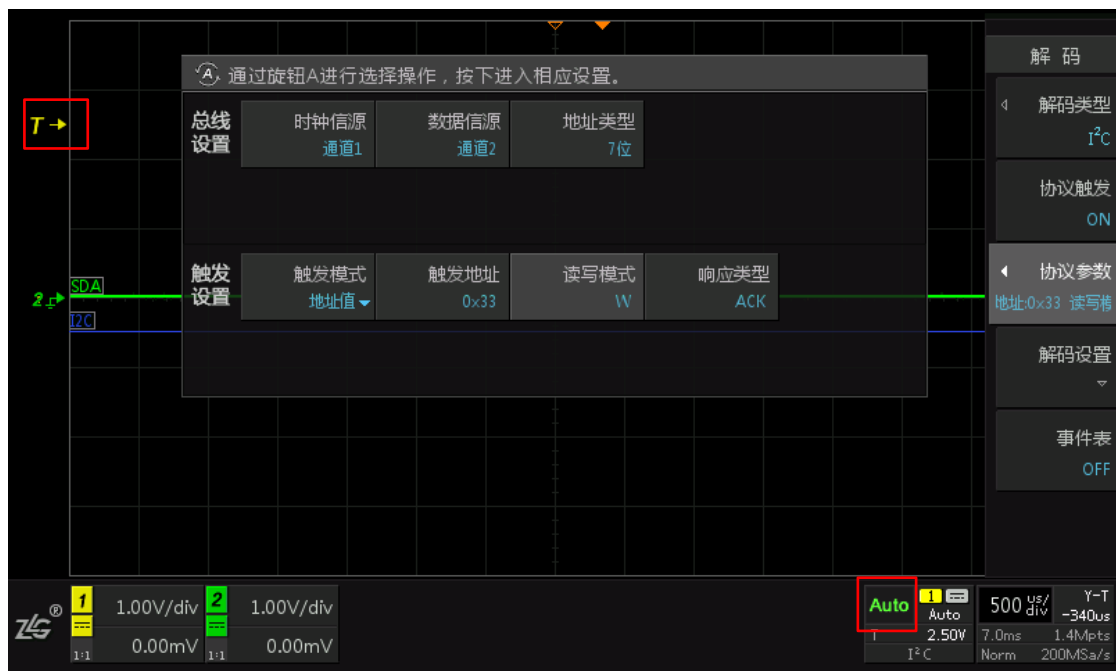 解 码
A 通过旋钮A进行选择操作，按下进入相应设置。
T
总线
设置
时钟信源
通道1
数据信源
通道2
地址类型
7位
解码类型
I²C
协议触发
ON
触发
设置
触发模式
地址值
触发地址
0x33
读写模式
W
响应类型
ACK
协议参数
地址:0x33 读写
SDA
2
I2C
解码设置
事件表
OFF
ZLG®
1
1:1
1.00V/div
0.00mV
2
1:1
1.00V/div
0.00mV
Auto
1
Auto
T 2.50V
I²C
500 us/div
Y-T
-340us
7.0ms 1.4Mpts
Norm 200MSa/s